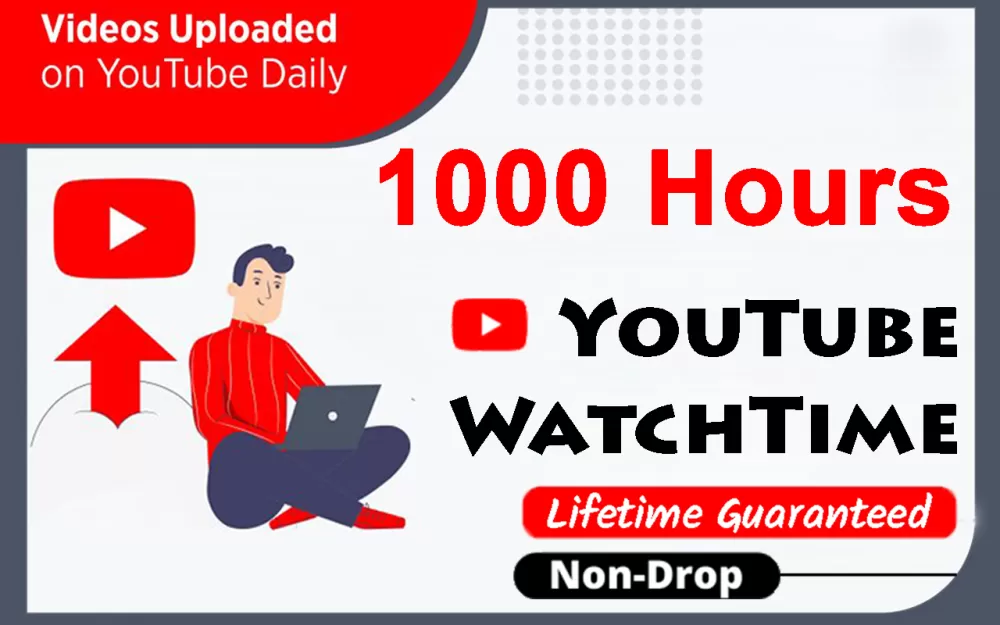 Videos Uploaded
on YouTube Daily
1000 Hours
YouTube
WatchTime
Lifetime Guaranteed
Non-Drop